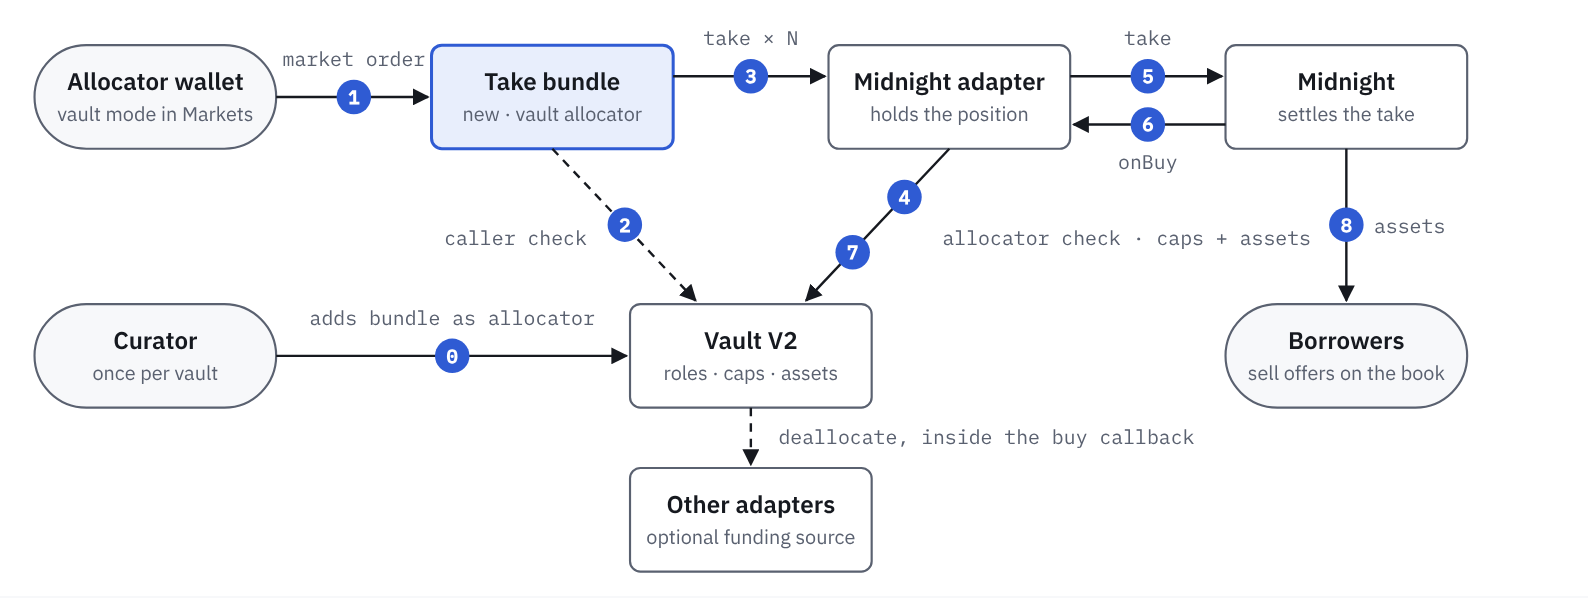 market order
take × N
take
Allocator wallet
vault mode in Markets
1
Take bundle
new · vault allocator
3
Midnight adapter
holds the position
5
6
onBuy
Midnight
settles the take
4
2
caller check
7
allocator check · caps + assets
8
assets
Curator
once per vault
adds bundle as allocator
0
Vault V2
roles · caps · assets
Borrowers
sell offers on the book
deallocate, inside the buy callback
Other adapters
optional funding source